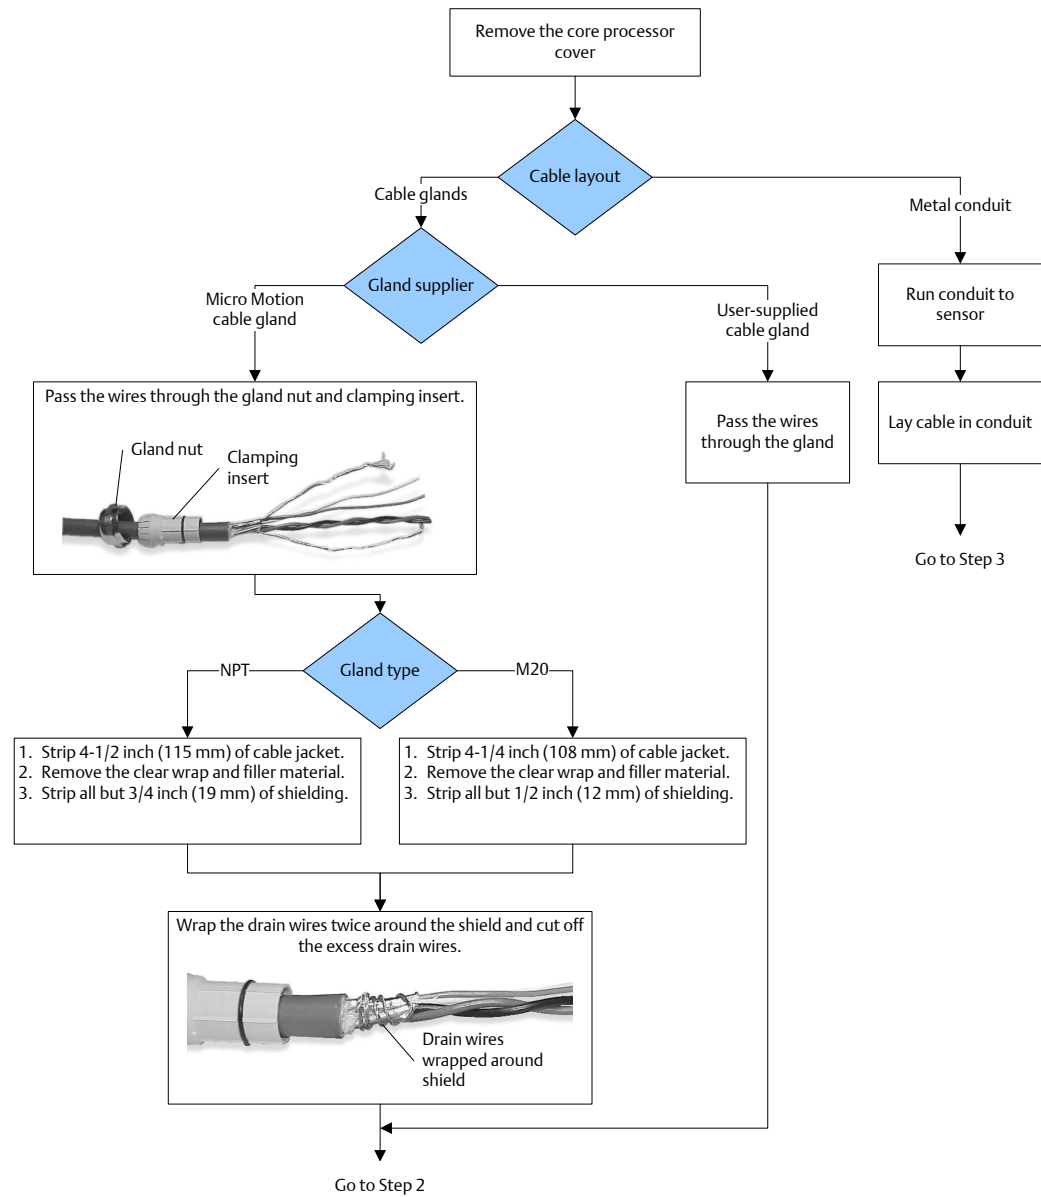 Remove the core processor
cover
Cable layout
Cable glands
Metal conduit
Gland supplier
Run conduit to
sensor
Micro Motion
cable gland
User-supplied
cable gland
Pass the wires through the gland nut and clamping insert.
Gland nut
Clamping
insert
Pass the wires
through the gland
Lay cable in conduit
Go to Step 3
Gland type
NPT
M20
1. Strip 4-1/2 inch (115 mm) of cable jacket.
2. Remove the clear wrap and filler material.
3. Strip all but 3/4 inch (19 mm) of shielding.
1. Strip 4-1/4 inch (108 mm) of cable jacket.
2. Remove the clear wrap and filler material.
3. Strip all but 1/2 inch (12 mm) of shielding.
Wrap the drain wires twice around the shield and cut off
the excess drain wires.
Drain wires
wrapped around
shield
Go to Step 2